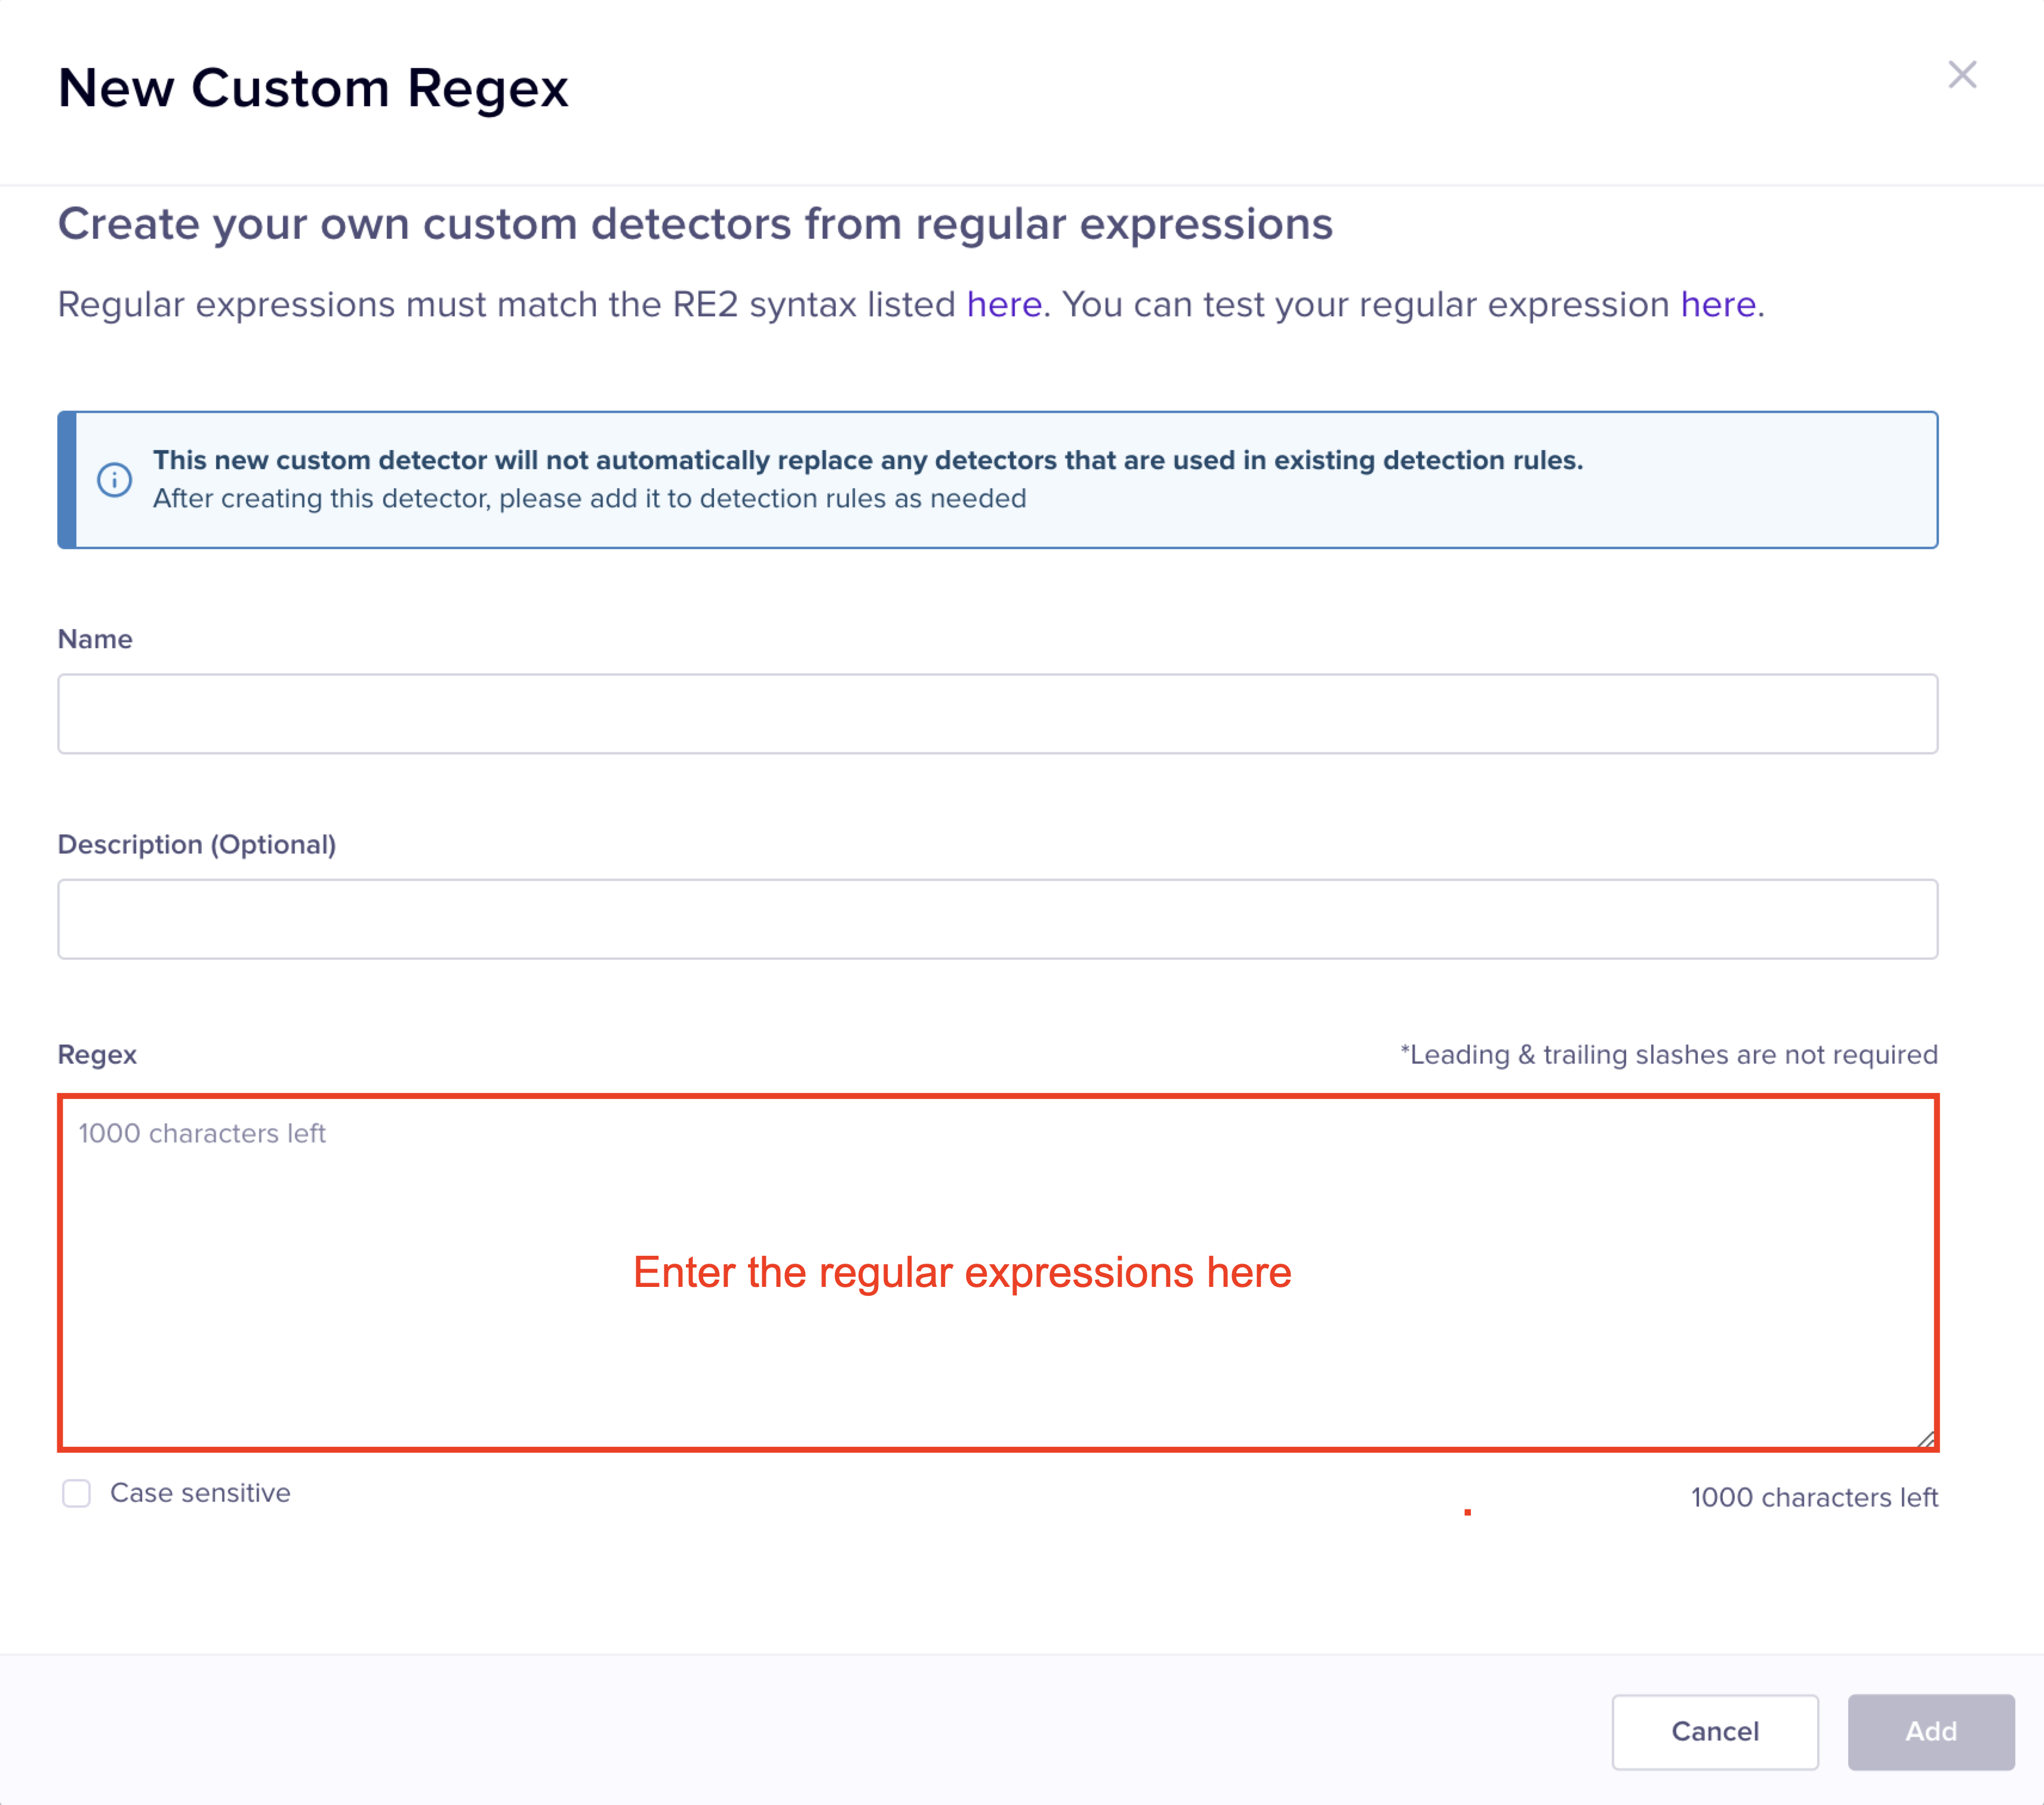 New Custom Regex
Create your own custom detectors from regular expressions
Regular expressions must match the RE2 syntax listed here. You can test your regular expression here.
This new custom detector will not automatically replace any detectors that are used in existing detection rules.
After creating this detector, please add it to detection rules as needed
Name
Description (Optional)
Regex *Leading & trailing slashes are not required
1000 characters left
Enter the regular expressions here
Case sensitive 1000 characters left
Cancel Add